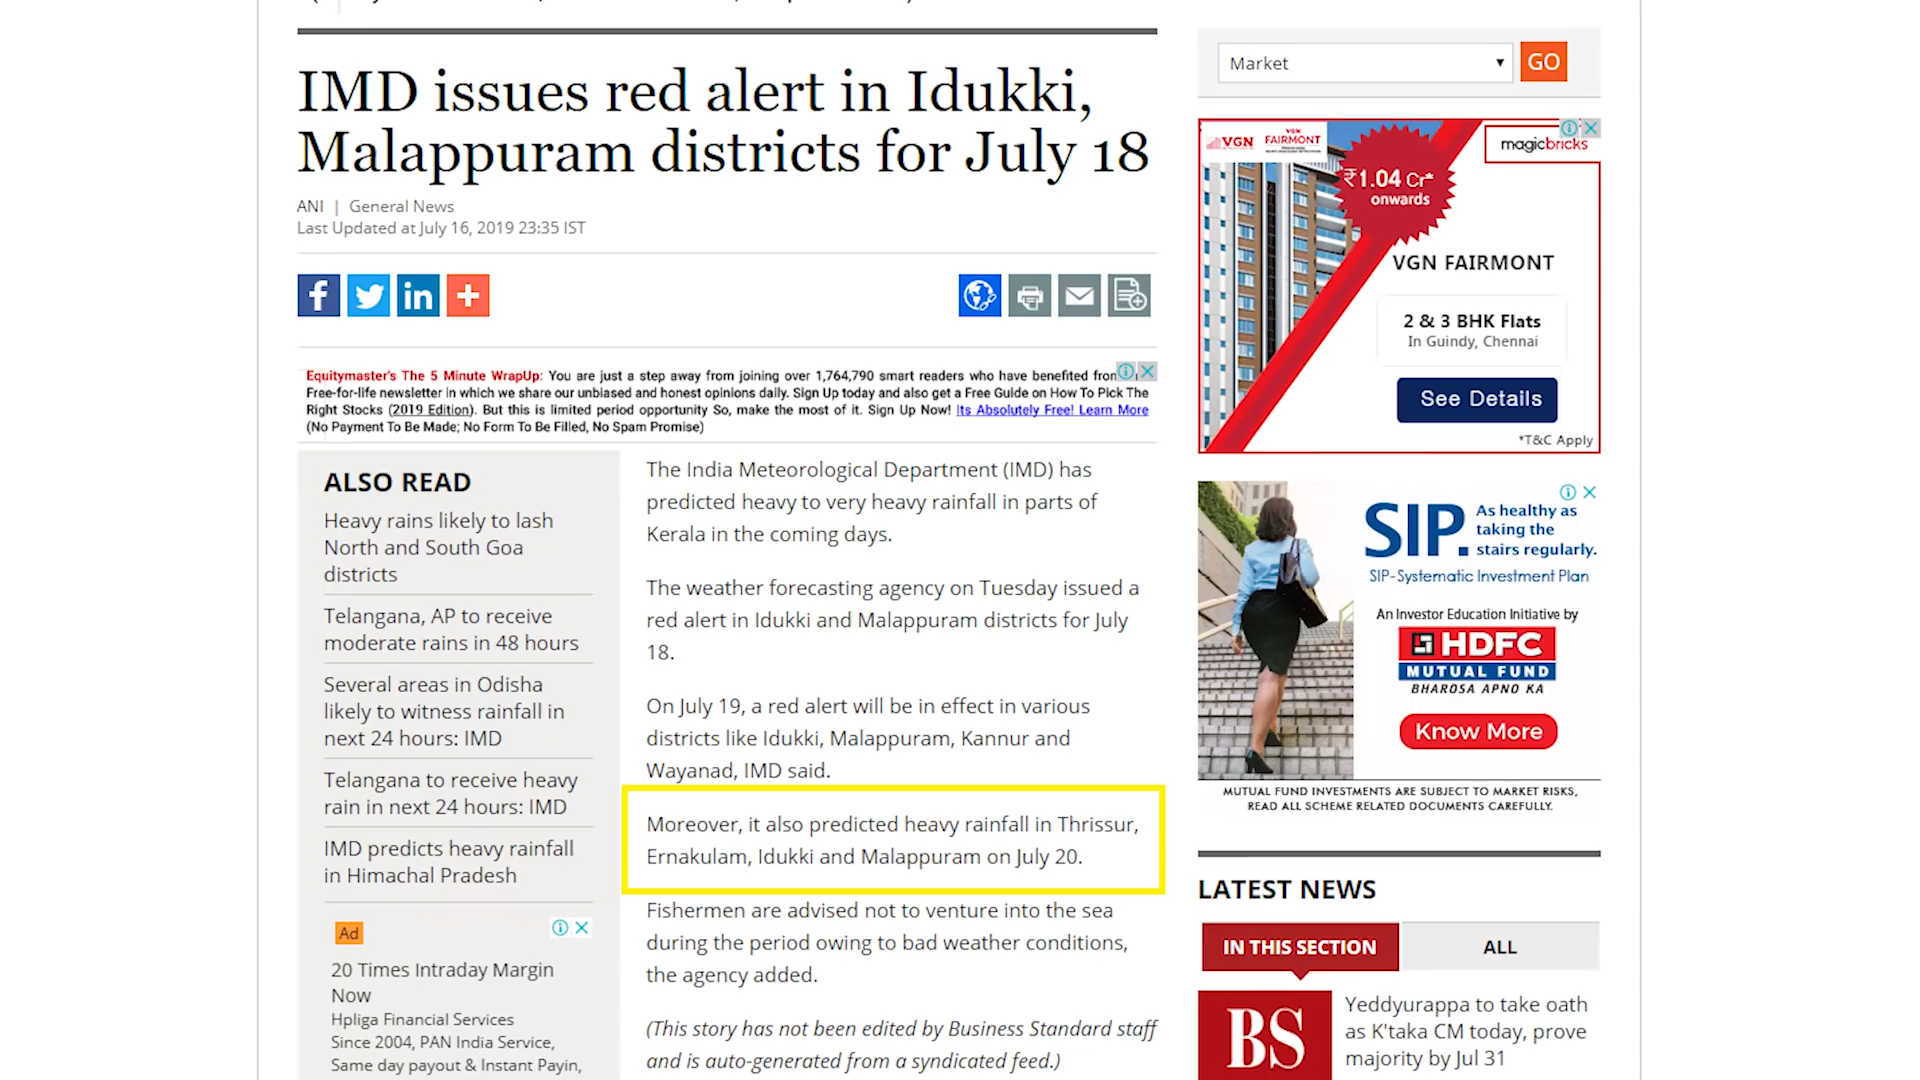 IMD issues red alert in Idukki,
Malappuram districts for July 18
ANI | General News
Last Updated at July 16, 2019 23:35 IST
Equitymaster's The 5 Minute WrapUp: You are just a step away from joining over 1,764,790 smart readers who have benefited from
Free-for-life newsletter in which we share our unbiased and honest opinions daily. Sign Up today and also get a Free Guide on How To Pick The
Right Stocks (2019 Edition). But this is limited period opportunity So, make the most of it. Sign Up Now! Its Absolutely Free! Learn More
(No Payment To Be Made; No Form To Be Filled, No Spam Promise)
ALSO READ
Heavy rains likely to lash
North and South Goa
districts
Telangana, AP to receive
moderate rains in 48 hours
Several areas in Odisha
likely to witness rainfall in
next 24 hours: IMD
Telangana to receive heavy
rain in next 24 hours: IMD
IMD predicts heavy rainfall
in Himachal Pradesh
Ad
20 Times Intraday Margin
Now
Hpliga Financial Services
Since 2004, PAN India Service,
Same day payout & Instant Payin,
The India Meteorological Department (IMD) has
predicted heavy to very heavy rainfall in parts of
Kerala in the coming days.
The weather forecasting agency on Tuesday issued a
red alert in Idukki and Malappuram districts for July
18.
On July 19, a red alert will be in effect in various
districts like Idukki, Malappuram, Kannur and
Wayanad, IMD said.
Moreover, it also predicted heavy rainfall in Thrissur,
Ernakulam, Idukki and Malappuram on July 20.
Fishermen are advised not to venture into the sea
during the period owing to bad weather conditions,
the agency added.
(This story has not been edited by Business Standard staff
and is auto-generated from a syndicated feed.)
Market
GO
VGN
VGN
FAIRMONT
magicbricks
₹1.04 Cr*
onwards
VGN FAIRMONT
2 & 3 BHK Flats
In Guindy, Chennai
See Details
*T&C Apply
SIP.
As healthy as
taking the
stairs regularly.
SIP-Systematic Investment Plan
An Investor Education Initiative by
HDFC
MUTUAL FUND
BHAROSA APNO KA
Know More
MUTUAL FUND INVESTMENTS ARE SUBJECT TO MARKET RISKS,
READ ALL SCHEME RELATED DOCUMENTS CAREFULLY.
LATEST NEWS
IN THIS SECTION
ALL
BS
Yeddyurappa to take oath
as K'taka CM today, prove
majority by Jul 31